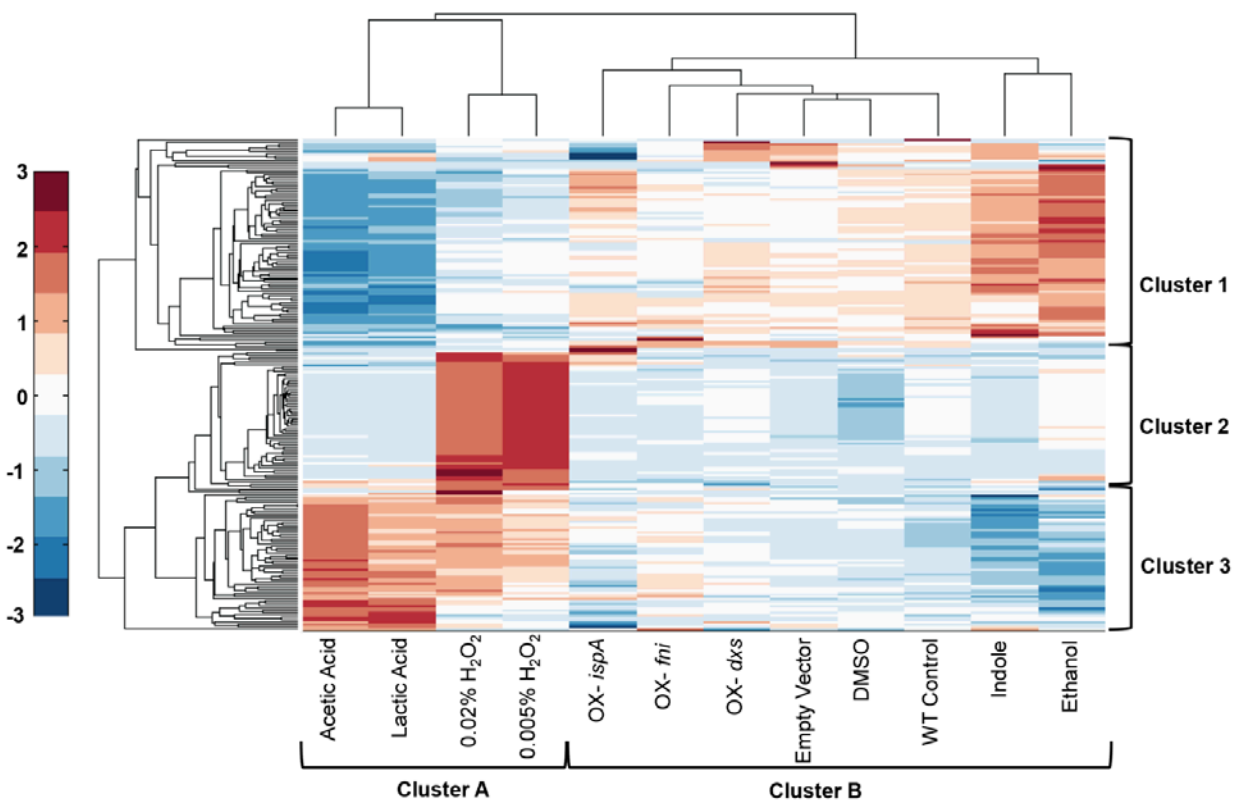 3
2
1
0
-1
-2
-3
Cluster 1
Cluster 2
Cluster 3
Acetic Acid
Lactic Acid
0.02% H₂O₂
0.005% H₂O₂
OX- ispA
OX- fni
OX- dxs
Empty Vector
DMSO
WT Control
Indole
Ethanol
Cluster A
Cluster B